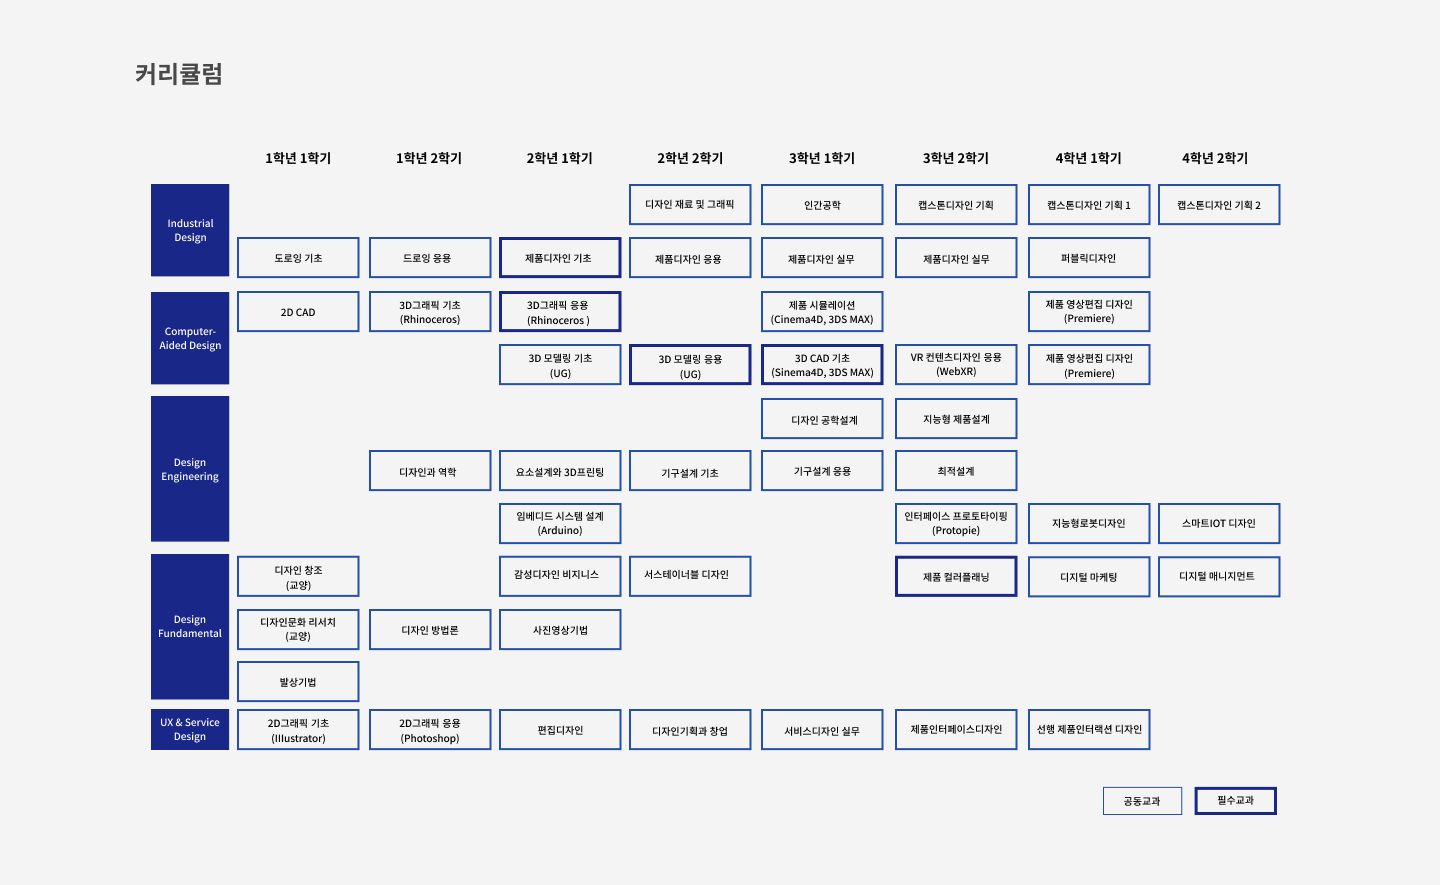 커리큘럼
1학년 1학기
1학년 2학기
2학년 1학기
2학년 2학기
3학년 1학기
3학년 2학기
4학년 1학기
4학년 2학기
Industrial
Design
디자인 재료 및 그래픽
인간공학
캡스톤디자인 기획
캡스톤디자인 기획 1
캡스톤디자인 기획 2
도로잉 기초
드로잉 응용
제품디자인 기초
제품디자인 응용
제품디자인 실무
제품디자인 실무
퍼블릭디자인
Computer-
Aided Design
2D CAD
3D그래픽 기초
(Rhinoceros)
3D그래픽 응용
(Rhinoceros )
제품 시뮬레이션
(Cinema4D, 3DS MAX)
제품 영상편집 디자인
(Premiere)
3D 모델링 기초
(UG)
3D 모델링 응용
(UG)
3D CAD 기초
(Sinema4D, 3DS MAX)
VR 컨텐츠디자인 응용
(WebXR)
제품 영상편집 디자인
(Premiere)
Design
Engineering
디자인 공학설계
지능형 제품설계
디자인과 역학
요소설계와 3D프린팅
기구설계 기초
기구설계 응용
최적설계
임베디드 시스템 설계
(Arduino)
인터페이스 프로토타이핑
(Protopie)
지능형로봇디자인
스마트IOT 디자인
Design
Fundamental
디자인 창조
(교양)
감성디자인 비지니스
서스테이너블 디자인
제품 컬러플래닝
디지털 마케팅
디지털 매니지먼트
디자인문화 리서치
(교양)
디자인 방법론
사진영상기법
발상기법
UX & Service
Design
2D그래픽 기초
(IIIustrator)
2D그래픽 응용
(Photoshop)
편집디자인
디자인기획과 창업
서비스디자인 실무
제품인터페이스디자인
선행 제품인터랙션 디자인
공동교과
필수교과